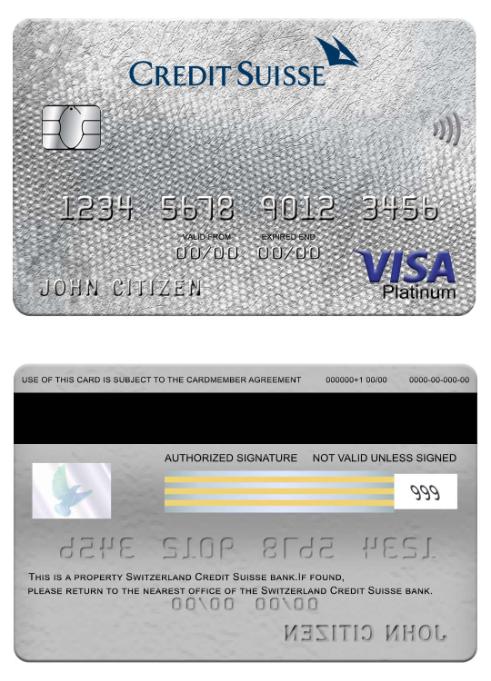 CREDIT SUISSE
1234 5678 9012 3456
VALID FROM EXPIRED END
00/00 00/00
JOHN CITIZEN
VISA
Platinum
USE OF THIS CARD IS SUBJECT TO THE CARDMEMBER AGREEMENT 000000+1 00/00 0000-00-000-00
AUTHORIZED SIGNATURE NOT VALID UNLESS SIGNED
999
1234 5678 9012 3456
THIS IS A PROPERTY SWITZERLAND CREDIT SUISSE BANK.IF FOUND,
PLEASE RETURN TO THE NEAREST OFFICE OF THE SWITZERLAND CREDIT SUISSE BANK.
00/00 00/00
JOHN CITIZEN